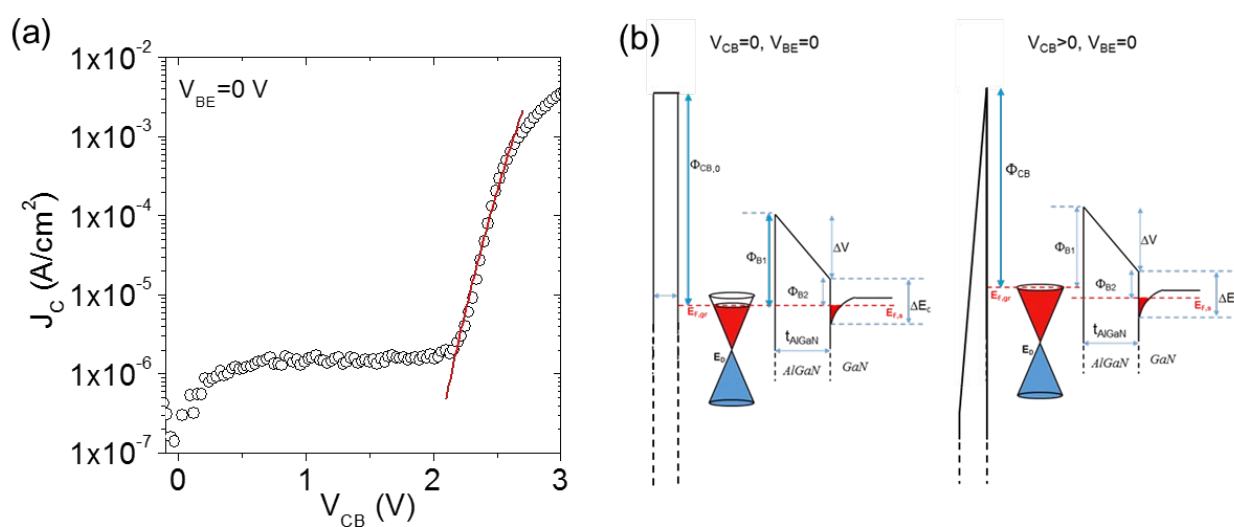 (a)
1x10⁻²
1x10⁻³
1x10⁻⁴
1x10⁻⁵
1x10⁻⁶
1x10⁻⁷
J_C (A/cm²)
V_BE=0 V
0 1 2 3
V_CB (V)
(b)
V_CB=0, V_BE=0
Φ_CB,0
Φ_B1
ΔV
Φ_B2
E_f,gr
E_f,s
ΔE_c
t_AlGaN
E_D
AlGaN GaN
V_CB>0, V_BE=0
Φ_CB
Φ_B1
ΔV
Φ_B2
E_f,gr
E_f,s
ΔE
t_AlGaN
AlGaN GaN